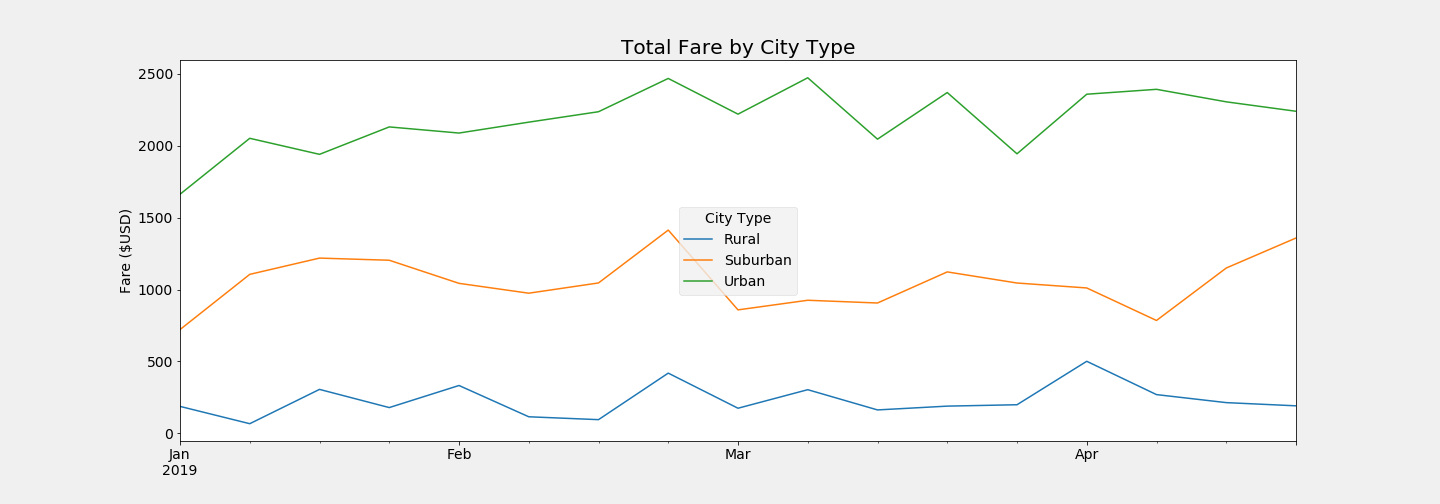 Total Fare by City Type
Fare ($USD)
2500
2000
1500
1000
500
0
City Type
Rural
Suburban
Urban
Jan Feb Mar Apr
2019